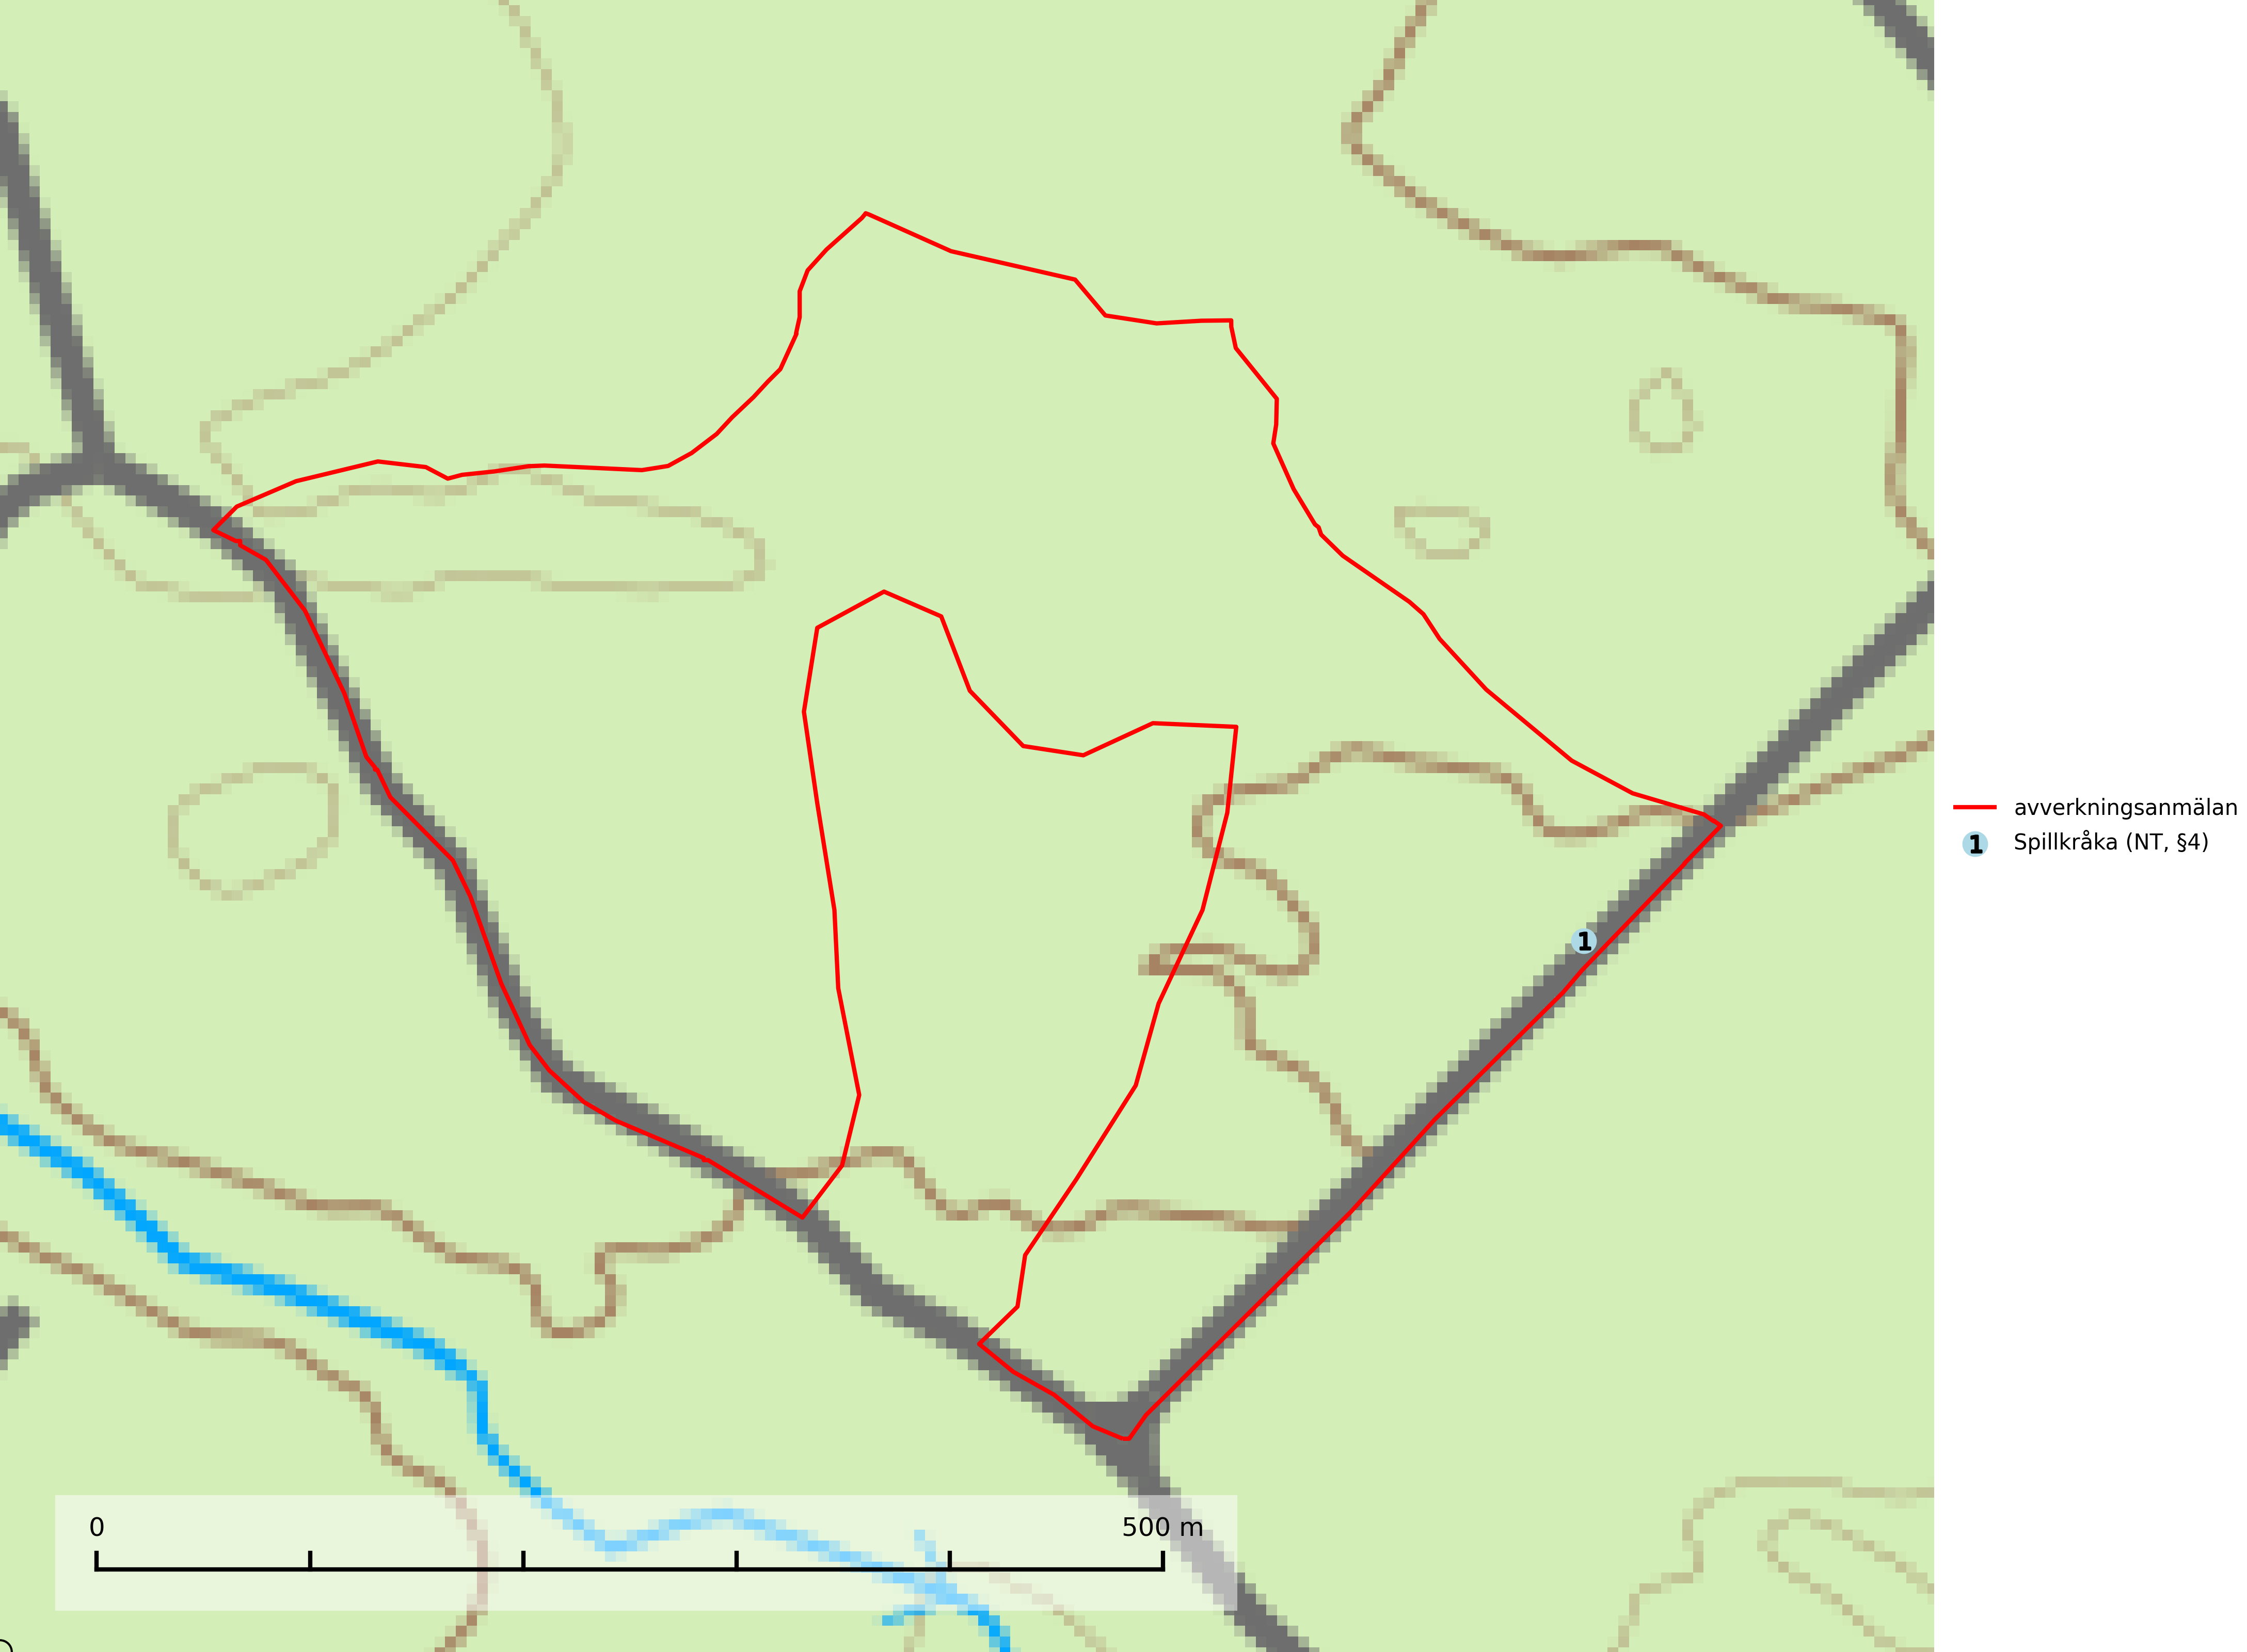 avverkningsanmälan
1 Spillkråka (NT, §4)
1
0 500 m